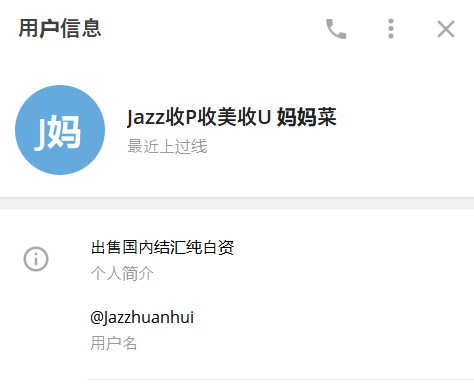 用户信息
J妈
Jazz收P收美收U 妈妈菜
最近上过线
出售国内结汇纯白资
个人简介
@Jazzhuanhui
用户名